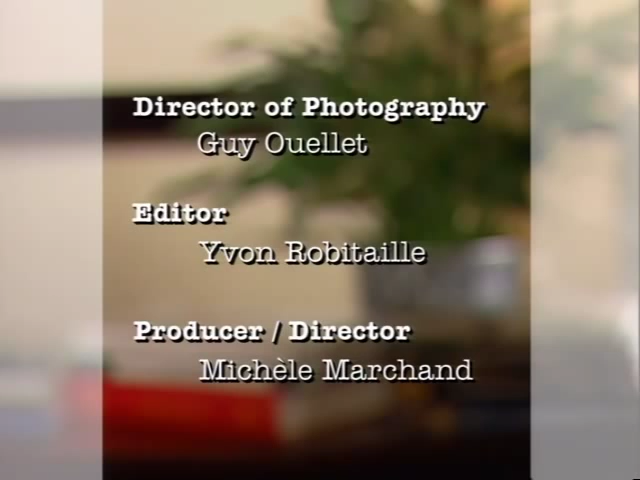 Director of Photography
Guy Ouellet
Editor
Yvon Robitaille
Producer / Director
Michèle Marchand